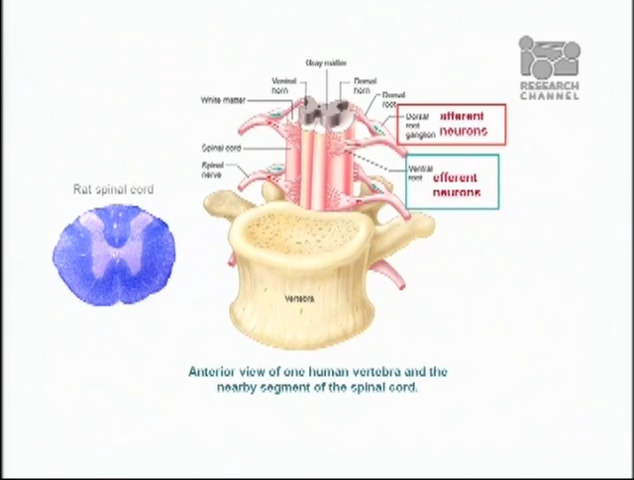 Gray matter
Ventral
horn
Dorsal
horn
White matter
Dorsal
root
Dorsal
root
ganglion
afferent
neurons
Spinal cord
Spinal
nerve
Ventral
root
efferent
neurons
Rat spinal cord
Vertebra
Anterior view of one human vertebra and the
nearby segment of the spinal cord.
RESEARCH
CHANNEL